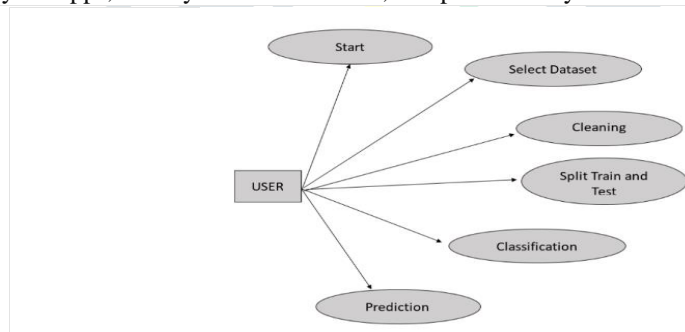 Start
Select Dataset
Cleaning
USER
Split Train and
Test
Classification
Prediction